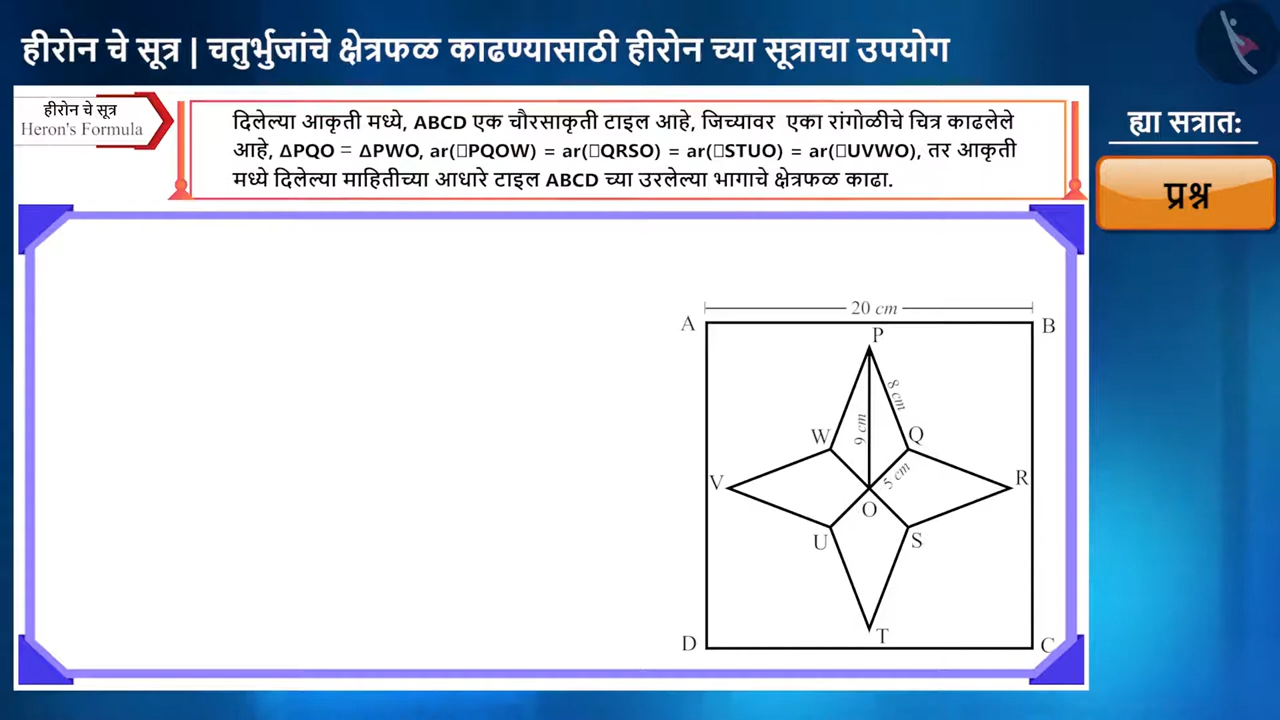 हीरोन चे सूत्र | चतुर्भुजांचे क्षेत्रफळ काढण्यासाठी हीरोन च्या सूत्राचा उपयोग
हीरोन चे सूत्र
Heron's Formula
दिलेल्या आकृती मध्ये, ABCD एक चौरसाकृती टाइल आहे, जिच्यावर एका रांगोळीचे चित्र काढलेले
आहे, ΔPQO = ΔPWO, ar(□PQOW) = ar(□QRSO) = ar(□STUO) = ar(□UVWO), तर आकृती
मध्ये दिलेल्या माहितीच्या आधारे टाइल ABCD च्या उरलेल्या भागाचे क्षेत्रफळ काढा.
ह्या सत्रात:
प्रश्न
20 cm
A
B
P
8 cm
9 cm
W
Q
5 cm
V
R
O
U
S
T
D
C